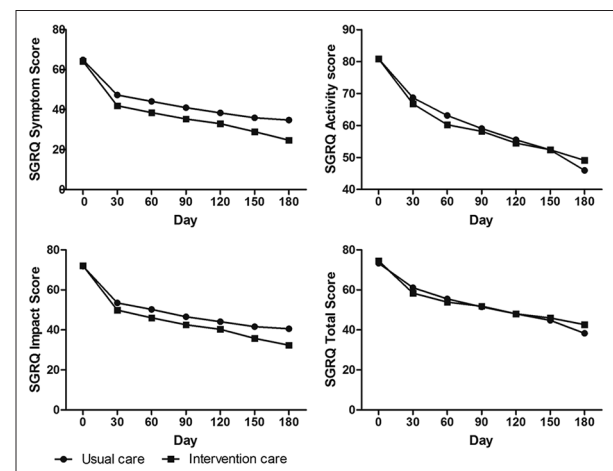 SGRQ Symptom Score
80
60
40
20
0
0 30 60 90 120 150 180
Day
SGRQ Activity score
90
80
70
60
50
40
0 30 60 90 120 150 180
Day
SGRQ Impact Score
80
60
40
20
0
0 30 60 90 120 150 180
Day
SGRQ Total Score
80
60
40
20
0
0 30 60 90 120 150 180
Day
Usual care Intervention care